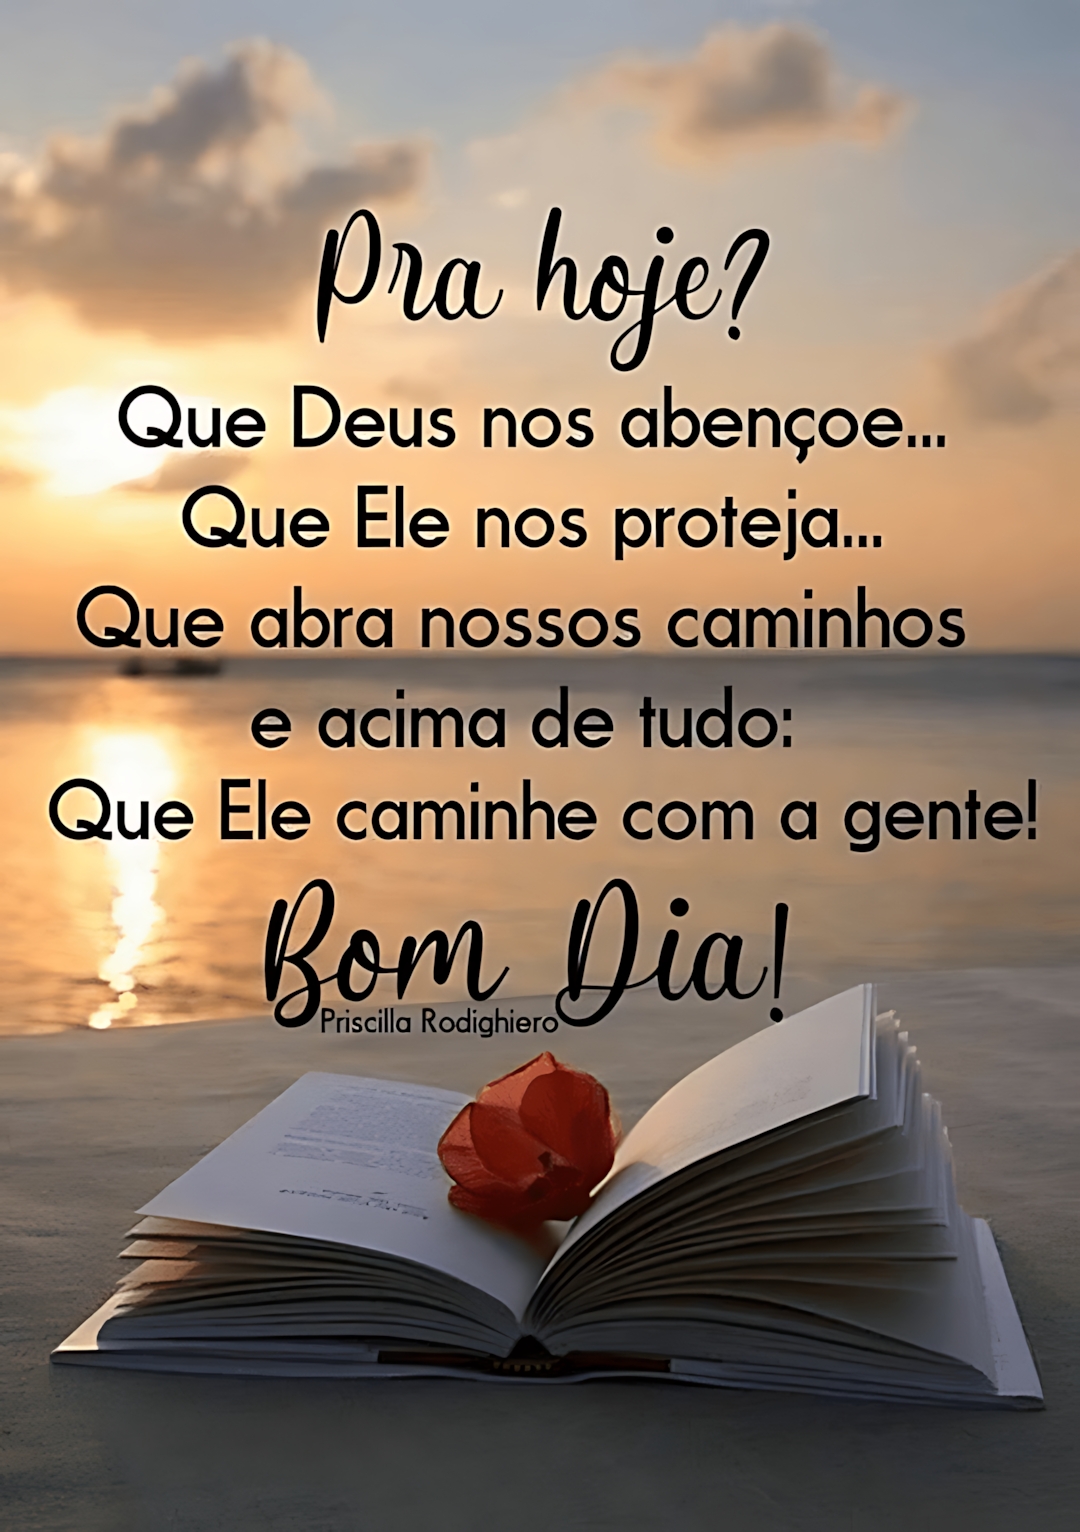 Pra hoje?
Que Deus nos abençoe...
Que Ele nos proteja...
Que abra nossos caminhos
e acima de tudo:
Que Ele caminhe com a gente!
Bom Dia!
Priscilla Rodighiero